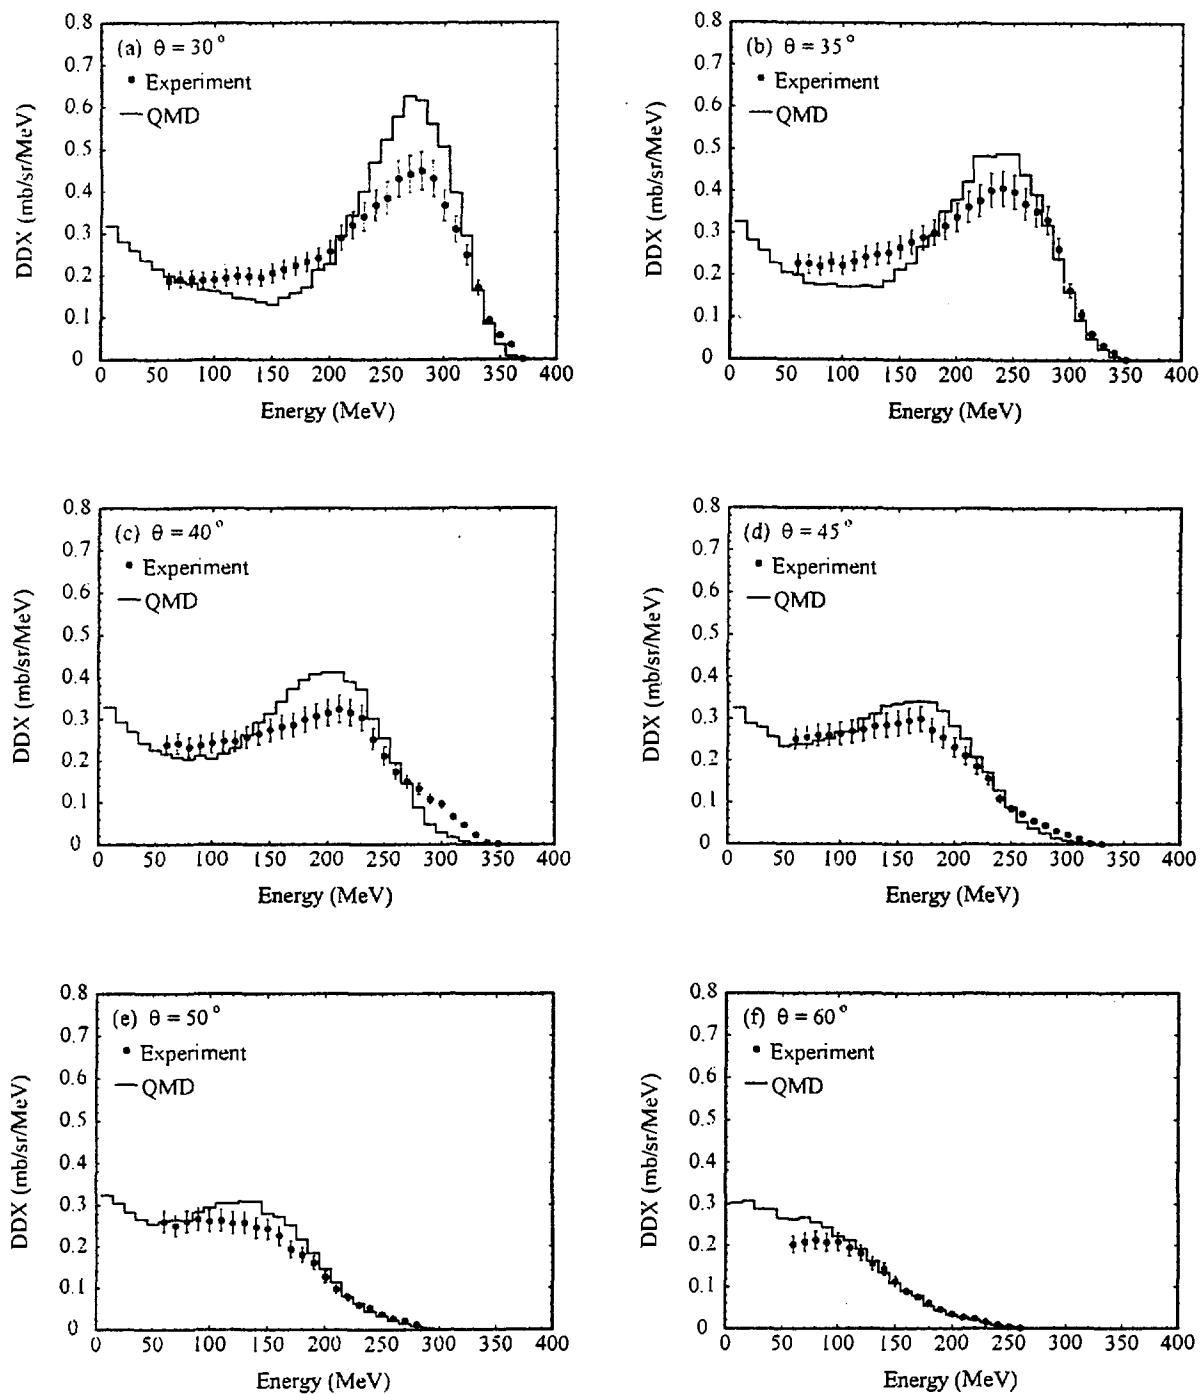 (a) θ = 30°
Experiment
QMD
DDX (mb/sr/MeV)
0.8
0.7
0.6
0.5
0.4
0.3
0.2
0.1
0
0 50 100 150 200 250 300 350 400
Energy (MeV)
(b) θ = 35°
Experiment
QMD
DDX (mb/sr/MeV)
0.8
0.7
0.6
0.5
0.4
0.3
0.2
0.1
0
0 50 100 150 200 250 300 350 400
Energy (MeV)
(c) θ = 40°
Experiment
QMD
DDX (mb/sr/MeV)
0.8
0.7
0.6
0.5
0.4
0.3
0.2
0.1
0
0 50 100 150 200 250 300 350 400
Energy (MeV)
(d) θ = 45°
Experiment
QMD
DDX (mb/sr/MeV)
0.8
0.7
0.6
0.5
0.4
0.3
0.2
0.1
0
0 50 100 150 200 250 300 350 400
Energy (MeV)
(e) θ = 50°
Experiment
QMD
DDX (mb/sr/MeV)
0.8
0.7
0.6
0.5
0.4
0.3
0.2
0.1
0
0 50 100 150 200 250 300 350 400
Energy (MeV)
(f) θ = 60°
Experiment
QMD
DDX (mb/sr/MeV)
0.8
0.7
0.6
0.5
0.4
0.3
0.2
0.1
0
0 50 100 150 200 250 300 350 400
Energy (MeV)